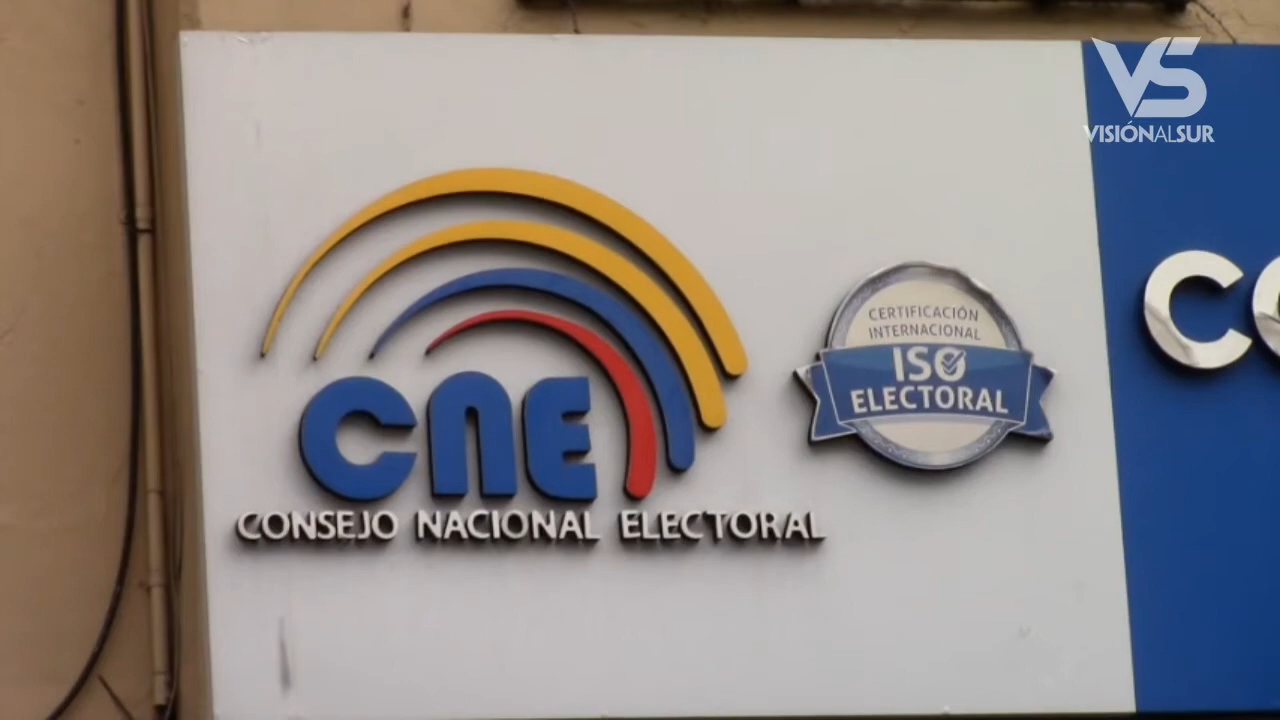 VS
VISIÓNALSUR
CERTIFICACIÓN
INTERNACIONAL
ISO
ELECTORAL
CNE
CONSEJO NACIONAL ELECTORAL